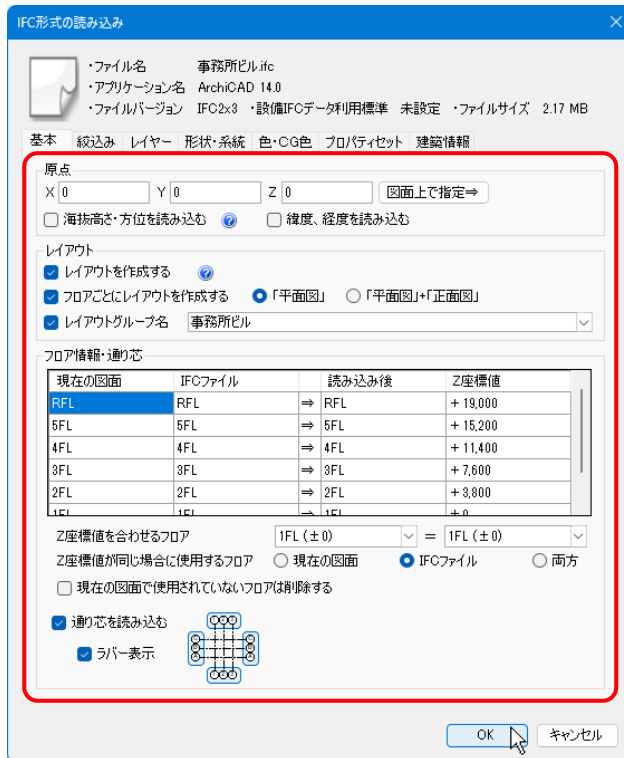 IFC形式の読み込み
・ファイル名 事務所ビル.ifc
・アプリケーション名 ArchiCAD 14.0
・ファイルバージョン IFC2x3 ・設備IFCデータ利用標準 未設定 ・ファイルサイズ 2.17 MB
基本 絞込み レイヤー 形状・系統 色・CG色 プロパティセット 建築情報
原点
X 0 Y 0 Z 0 図面上で指定⇒
海抜高さ・方位を読み込む ? 緯度、経度を読み込む
レイアウト
レイアウトを作成する ?
フロアごとにレイアウトを作成する 「平面図」 「平面図」+「正面図」
レイアウトグループ名 事務所ビル
フロア情報・通り芯
現在の図面 IFCファイル 読み込み後 Z座標値
RFL RFL ⇒ RFL + 19,000
5FL 5FL ⇒ 5FL + 15,200
4FL 4FL ⇒ 4FL + 11,400
3FL 3FL ⇒ 3FL + 7,600
2FL 2FL ⇒ 2FL + 3,800
1FL 1FL ⇒ 1FL ± 0
Z座標値を合わせるフロア 1FL (±0) = 1FL (±0)
Z座標値が同じ場合に使用するフロア 現在の図面 IFCファイル 両方
現在の図面で使用されていないフロアは削除する
通り芯を読み込む
ラバー表示
OK キャンセル